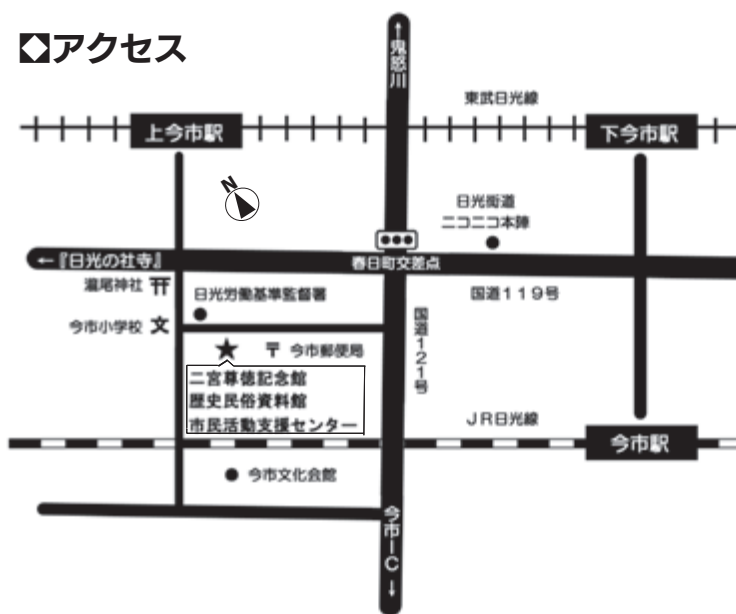 ◆アクセス
↑鬼怒川
東武日光線
上今市駅
下今市駅
N
日光街道
ニコニコ本陣
←『日光の社寺』
春日町交差点
瀧尾神社
日光労働基準監督署
国道119号
今市小学校 文
国道121号
★ 〒 今市郵便局
二宮尊徳記念館
歴史民俗資料館
市民活動支援センター
JR日光線
今市駅
● 今市文化会館
今市IC↓